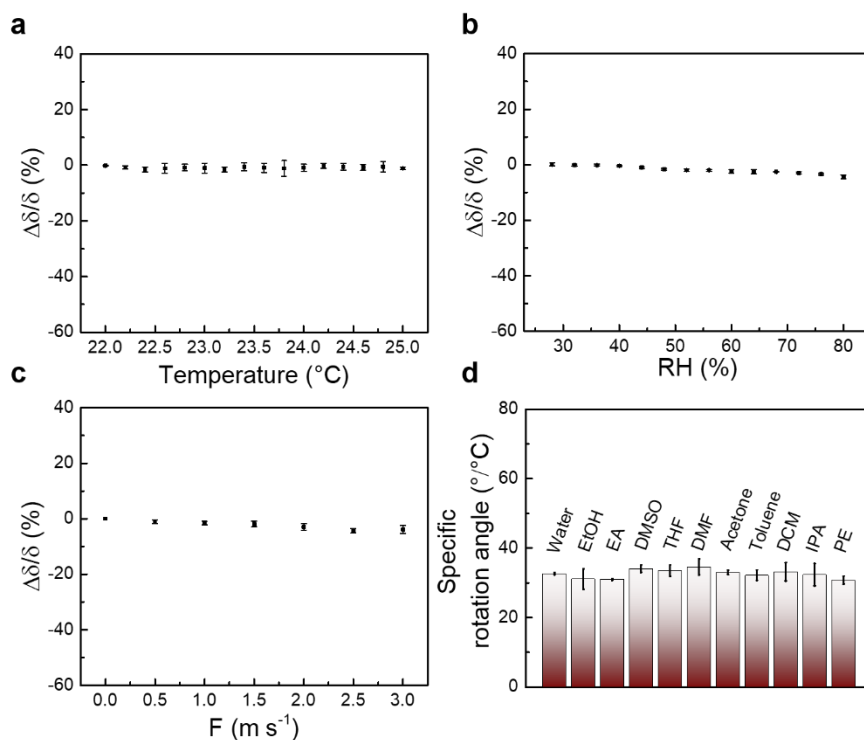 a
40
20
0
-20
-40
-60
Δδ/δ (%)
22.0 22.5 23.0 23.5 24.0 24.5 25.0
Temperature (°C)
b
40
20
0
-20
-40
-60
Δδ/δ (%)
30 40 50 60 70 80
RH (%)
c
40
20
0
-20
-40
-60
Δδ/δ (%)
0.0 0.5 1.0 1.5 2.0 2.5 3.0
F (m s⁻¹)
d
80
60
40
20
0
Specific
rotation angle (°/°C)
Water
EtOH
EA
DMSO
THF
DMF
Acetone
Toluene
DCM
IPA
PE